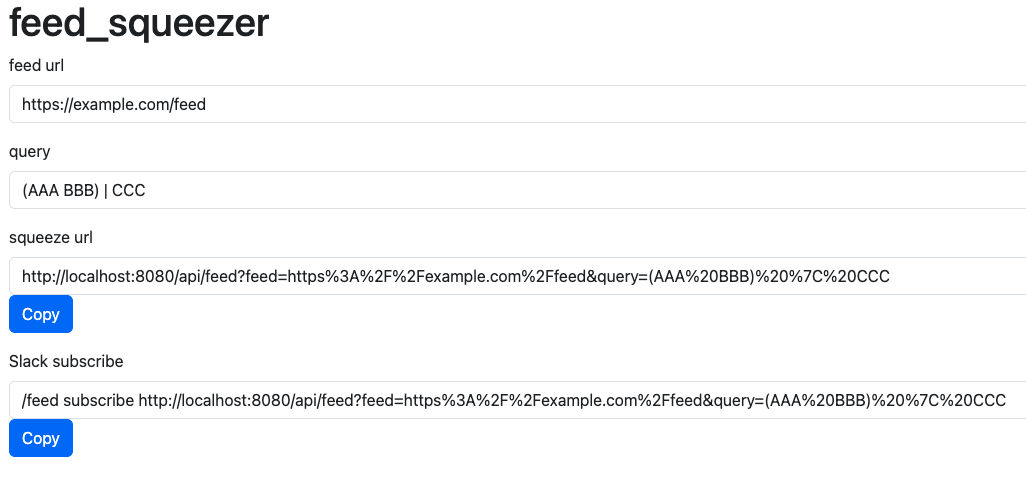 feed_squeezer
feed url
https://example.com/feed
query
(AAA BBB) | CCC
squeeze url
http://localhost:8080/api/feed?feed=https%3A%2F%2Fexample.com%2Ffeed&query=(AAA%20BBB)%20%7C%20CCC
Copy
Slack subscribe
/feed subscribe http://localhost:8080/api/feed?feed=https%3A%2F%2Fexample.com%2Ffeed&query=(AAA%20BBB)%20%7C%20CCC
Copy